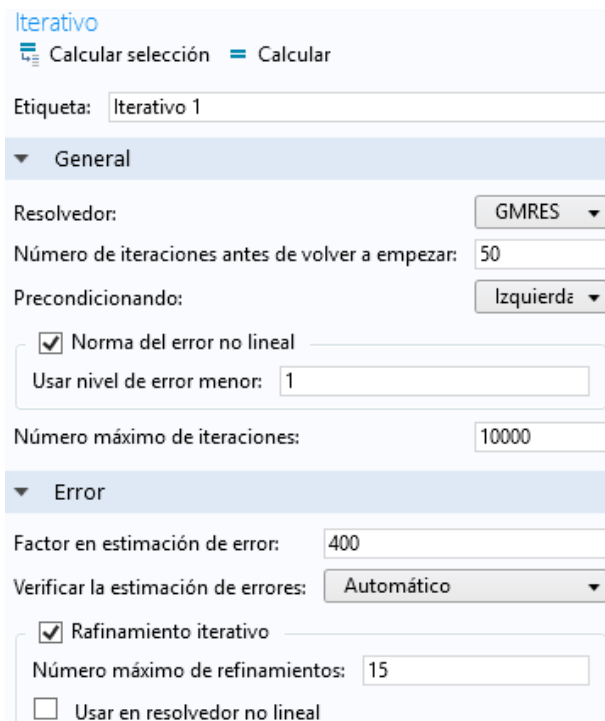 Iterativo
Calcular selección = Calcular
Etiqueta: Iterativo 1
General
Resolvedor: GMRES
Número de iteraciones antes de volver a empezar: 50
Precondicionando: Izquierda
Norma del error no lineal
Usar nivel de error menor: 1
Número máximo de iteraciones: 10000
Error
Factor en estimación de error: 400
Verificar la estimación de errores: Automático
Rafinamiento iterativo
Número máximo de refinamientos: 15
Usar en resolvedor no lineal